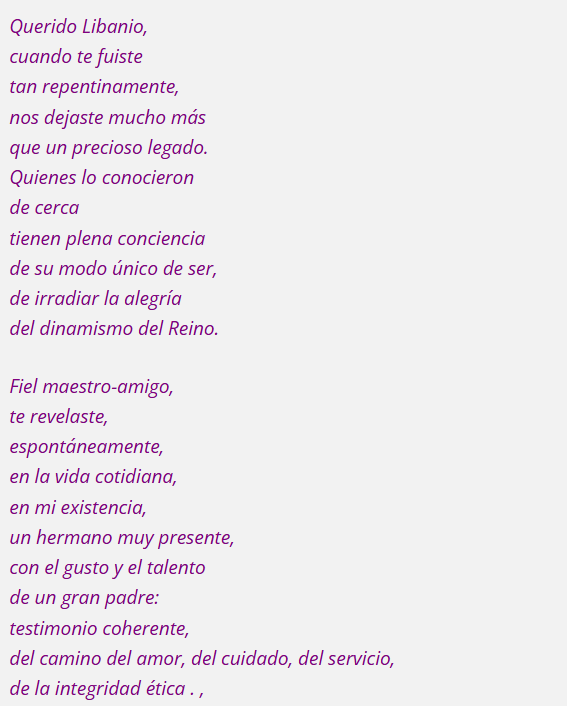 Querido Libanio,
cuando te fuiste
tan repentinamente,
nos dejaste mucho más
que un precioso legado.
Quienes lo conocieron
de cerca
tienen plena conciencia
de su modo único de ser,
de irradiar la alegría
del dinamismo del Reino.

Fiel maestro-amigo,
te revelaste,
espontáneamente,
en la vida cotidiana,
en mi existencia,
un hermano muy presente,
con el gusto y el talento
de un gran padre:
testimonio coherente,
del camino del amor, del cuidado, del servicio,
de la integridad ética . ,